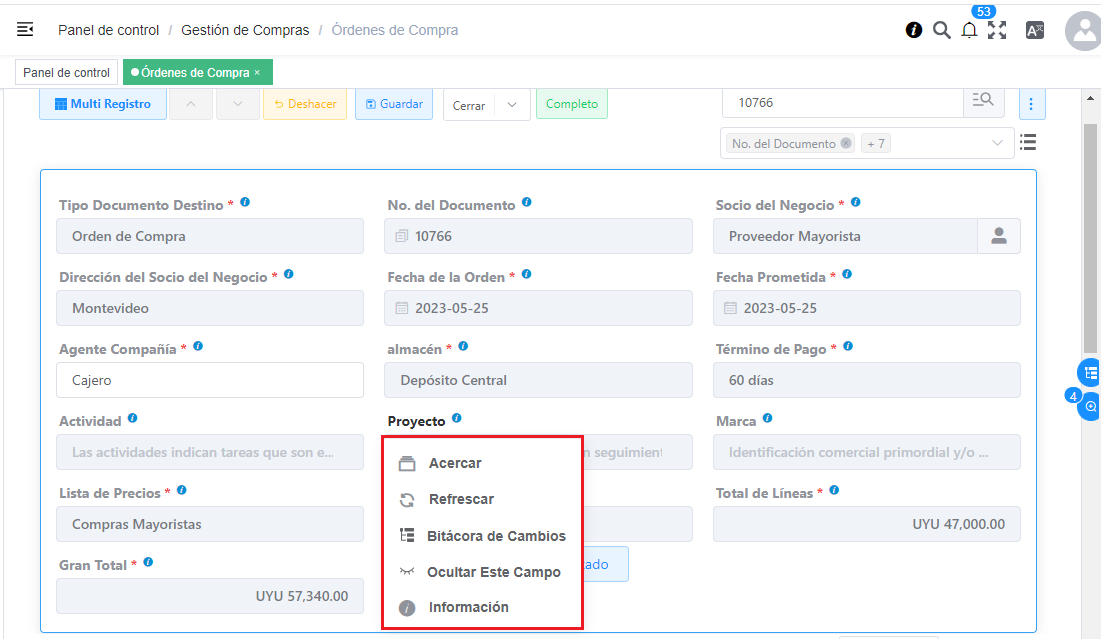 53
Panel de control / Gestión de Compras / Órdenes de Compra
Panel de control
Órdenes de Compra ×
Multi Registro
Deshacer
Guardar
Cerrar
Completo
10766
No. del Documento
+ 7
Tipo Documento Destino *
No. del Documento
Socio del Negocio *
Orden de Compra
10766
Proveedor Mayorista
Dirección del Socio del Negocio *
Fecha de la Orden *
Fecha Prometida *
Montevideo
2023-05-25
2023-05-25
Agente Compañía *
almacén *
Término de Pago *
Cajero
Depósito Central
60 días
4
Actividad
Proyecto
Marca
Las actividades indican tareas que son e...
seguimient
Identificación comercial primordial y/o ...
Acercar
Refrescar
Bitácora de Cambios
Ocultar Este Campo
Información
Lista de Precios *
Total de Líneas *
Compras Mayoristas
UYU 47,000.00
Gran Total *
UYU 57,340.00